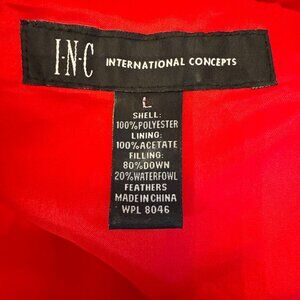 I·N·C INTERNATIONAL CONCEPTS
L
SHELL:
100%POLYESTER
LINING:
100%ACETATE
FILLING:
80%DOWN
20%WATERFOWL
FEATHERS
MADE IN CHINA
WPL 8046